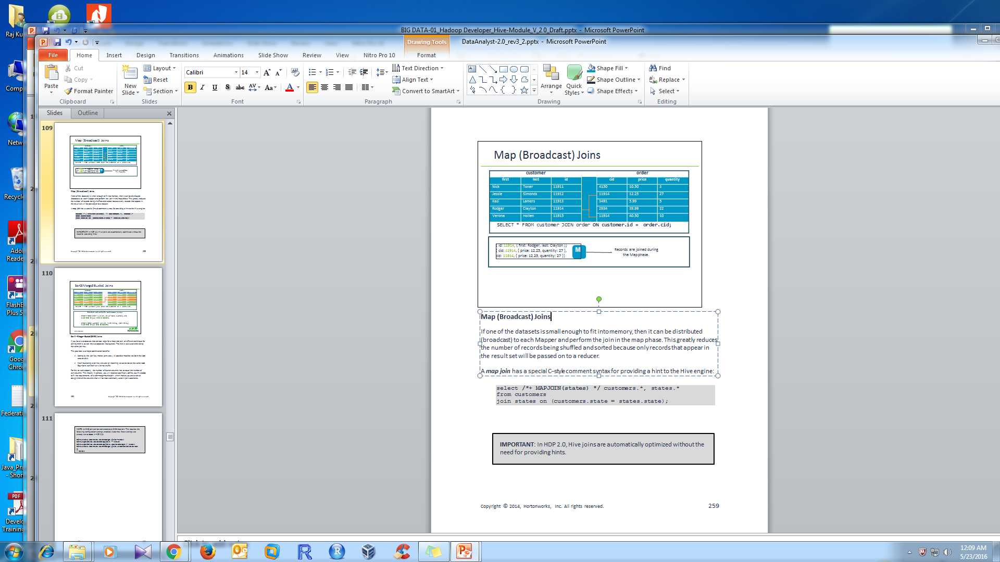 Raj Ku
BIG DATA-01_Hadoop Developer_Hive-Module_V_2 0_Draft.pptx - Microsoft PowerPoint
Drawing Tools
DataAnalyst-2.0_rev3_2.pptx - Microsoft PowerPoint
File Home Insert Design Transitions Animations Slide Show Review View Nitro Pro 10 Format
Paste
Cut
Copy
Format Painter
Clipboard
New
Slide
Layout
Reset
Section
Slides
Calibri 14
B I U S abc AV Aa A
Font
Text Direction
Align Text
Convert to SmartArt
Paragraph
Arrange
Quick
Styles
Shape Fill
Shape Outline
Shape Effects
Drawing
Find
Replace
Select
Editing
Comp
Netw
Recycl
Ado
Reade
FlashB
Plus 5
Goog
Chro
Federati
Java_Pra
- Shor
PDF
Develo
Training
Slides Outline
109
Map (Broadcast) Joins
110
Sort5Merge5Bucket Joins
111
Map (Broadcast) Joins
customer order
first last id cid price quantity
Nick Toner 11911 4150 10.50 3
Jessie Simonds 11912 11914 12.25 27
Kasi Lamers 11913 3491 5.99 5
Rodger Clayton 11914 2934 39.99 22
Verona Hollen 11915 11914 40.50 10
SELECT * FROM customer JOIN order ON customer.id = order.cid;
{ id: 11914, { first: Rodger, last: Clayton }}
{ cid: 11914, { price: 12.25, quantity: 27 },
cid: 11914, { price: 12.25, quantity: 27 }}
M
Records are joined during
the Map phase.
Map (Broadcast) Joins
If one of the datasets is small enough to fit into memory, then it can be distributed
(broadcast) to each Mapper and perform the join in the map phase. This greatly reduces
the number of records being shuffled and sorted because only records that appear in
the result set will be passed on to a reducer.
A map join has a special C-style comment syntax for providing a hint to the Hive engine:
select /*+ MAPJOIN(states) */ customers.*, states.*
from customers
join states on (customers.state = states.state);
IMPORTANT: In HDP 2.0, Hive joins are automatically optimized without the
need for providing hints.
Copyright © 2014, Hortonworks, Inc. All rights reserved. 259
12:09 AM
5/23/2016